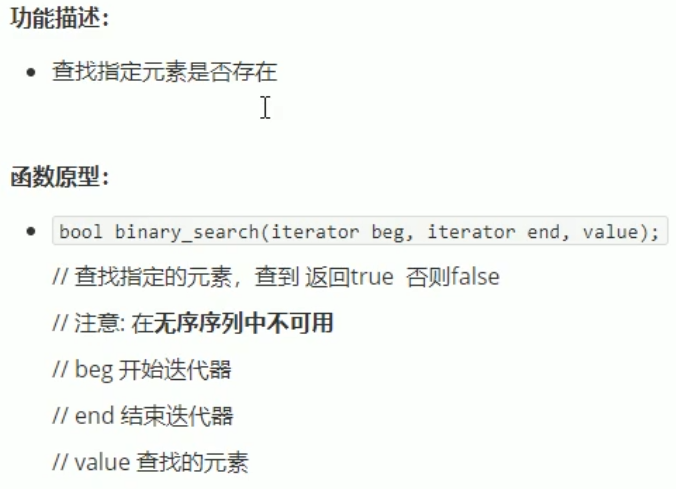 功能描述：
查找指定元素是否存在
函数原型：
bool binary_search(iterator beg, iterator end, value);
// 查找指定的元素，查到 返回true 否则false
// 注意: 在无序序列中不可用
// beg 开始迭代器
// end 结束迭代器
// value 查找的元素